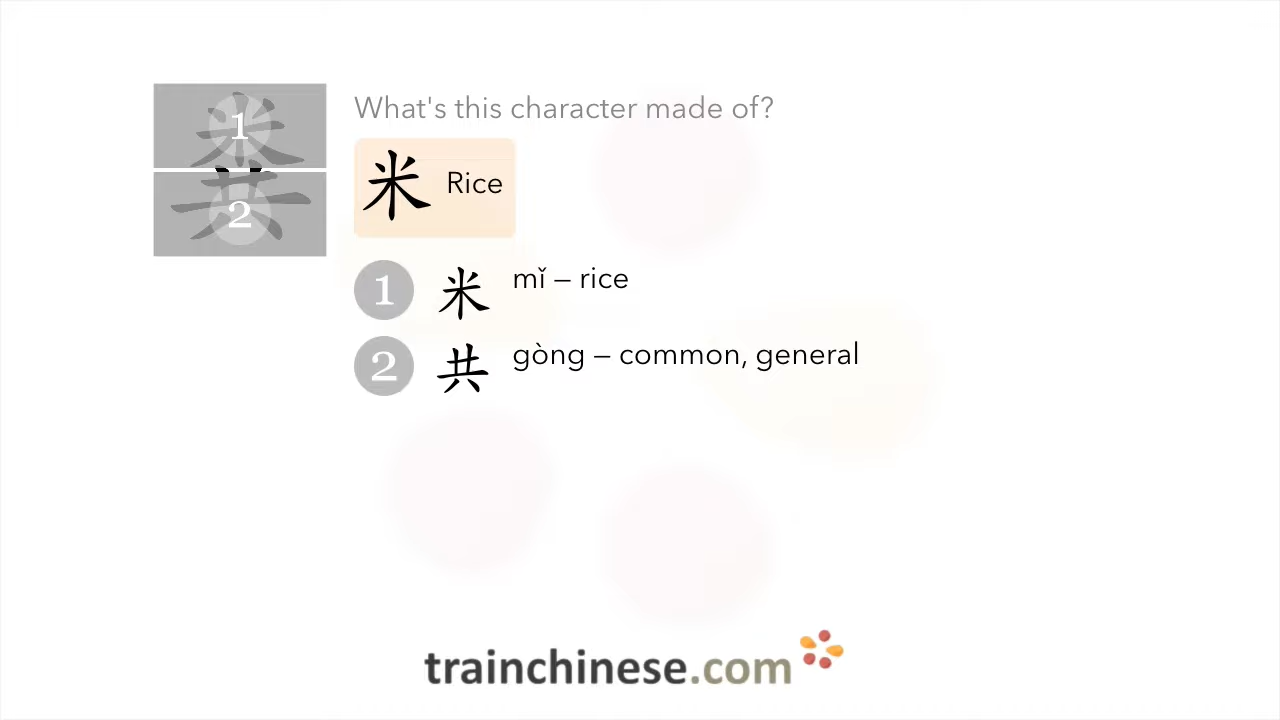 1
2
What's this character made of?
米 Rice
1 米 mǐ – rice
2 共 gòng – common, general
trainchinese.com